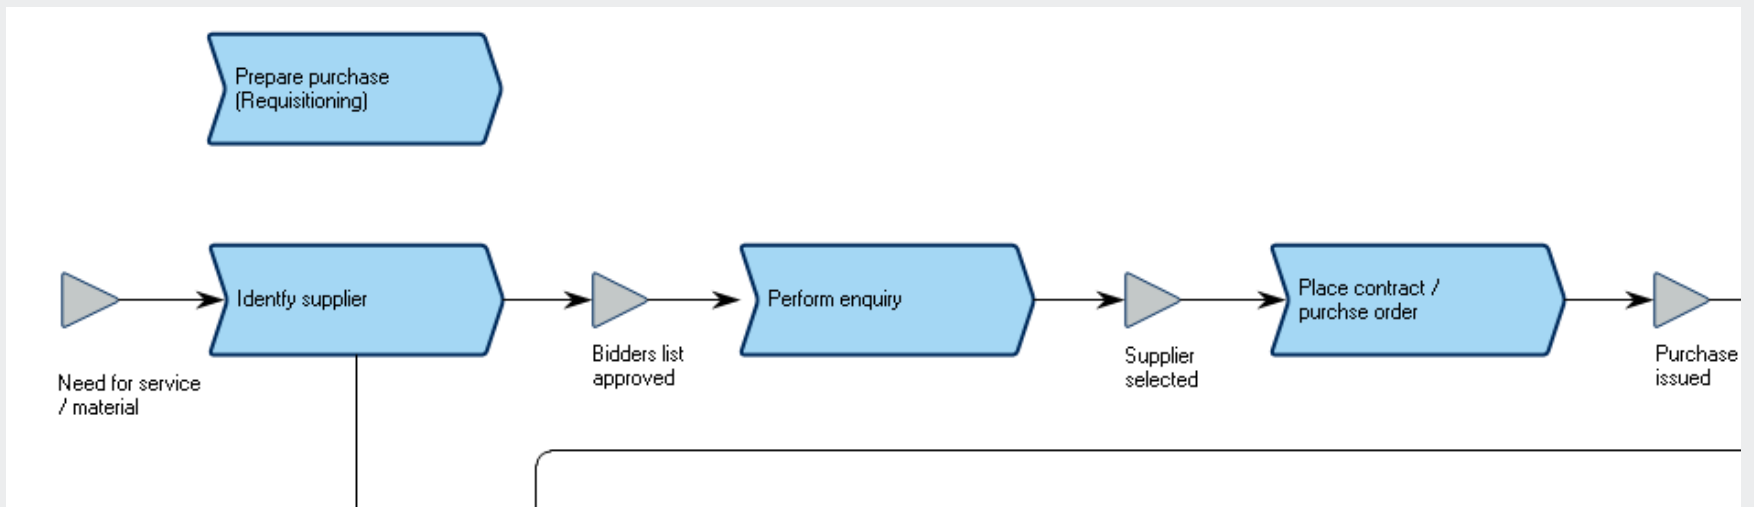 Prepare purchase
(Requisitioning)
Identfy supplier
Perform enquiry
Place contract /
purchse order
Need for service
/ material
Bidders list
approved
Supplier
selected
Purchase
issued